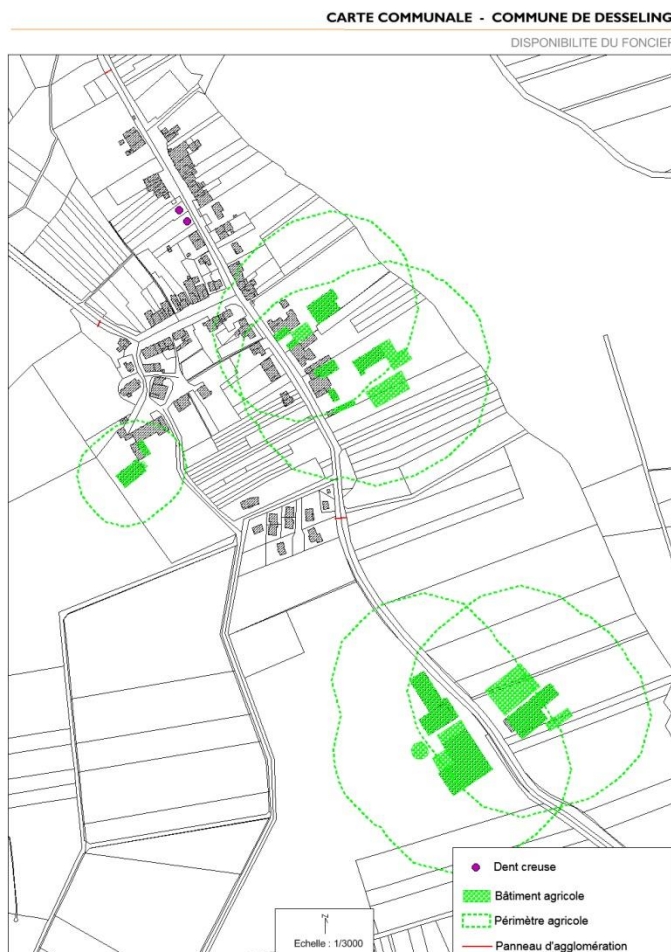 CARTE COMMUNALE - COMMUNE DE DESSELING
DISPONIBILITE DU FONCIER
Dent creuse
Bâtiment agricole
Périmètre agricole
Panneau d'agglomération
N
Echelle : 1/3000